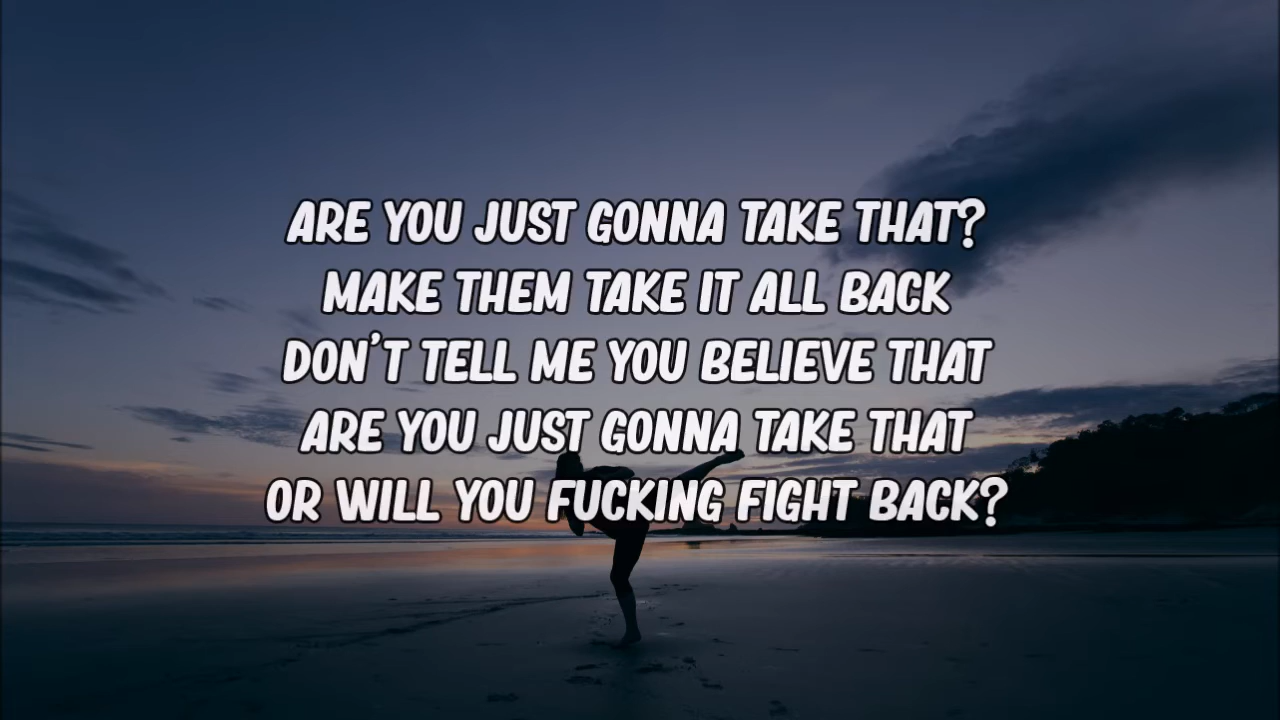 ARE YOU JUST GONNA TAKE THAT?
MAKE THEM TAKE IT ALL BACK
DON'T TELL ME YOU BELIEVE THAT
ARE YOU JUST GONNA TAKE THAT
OR WILL YOU FUCKING FIGHT BACK?